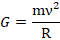 G = mv²/R